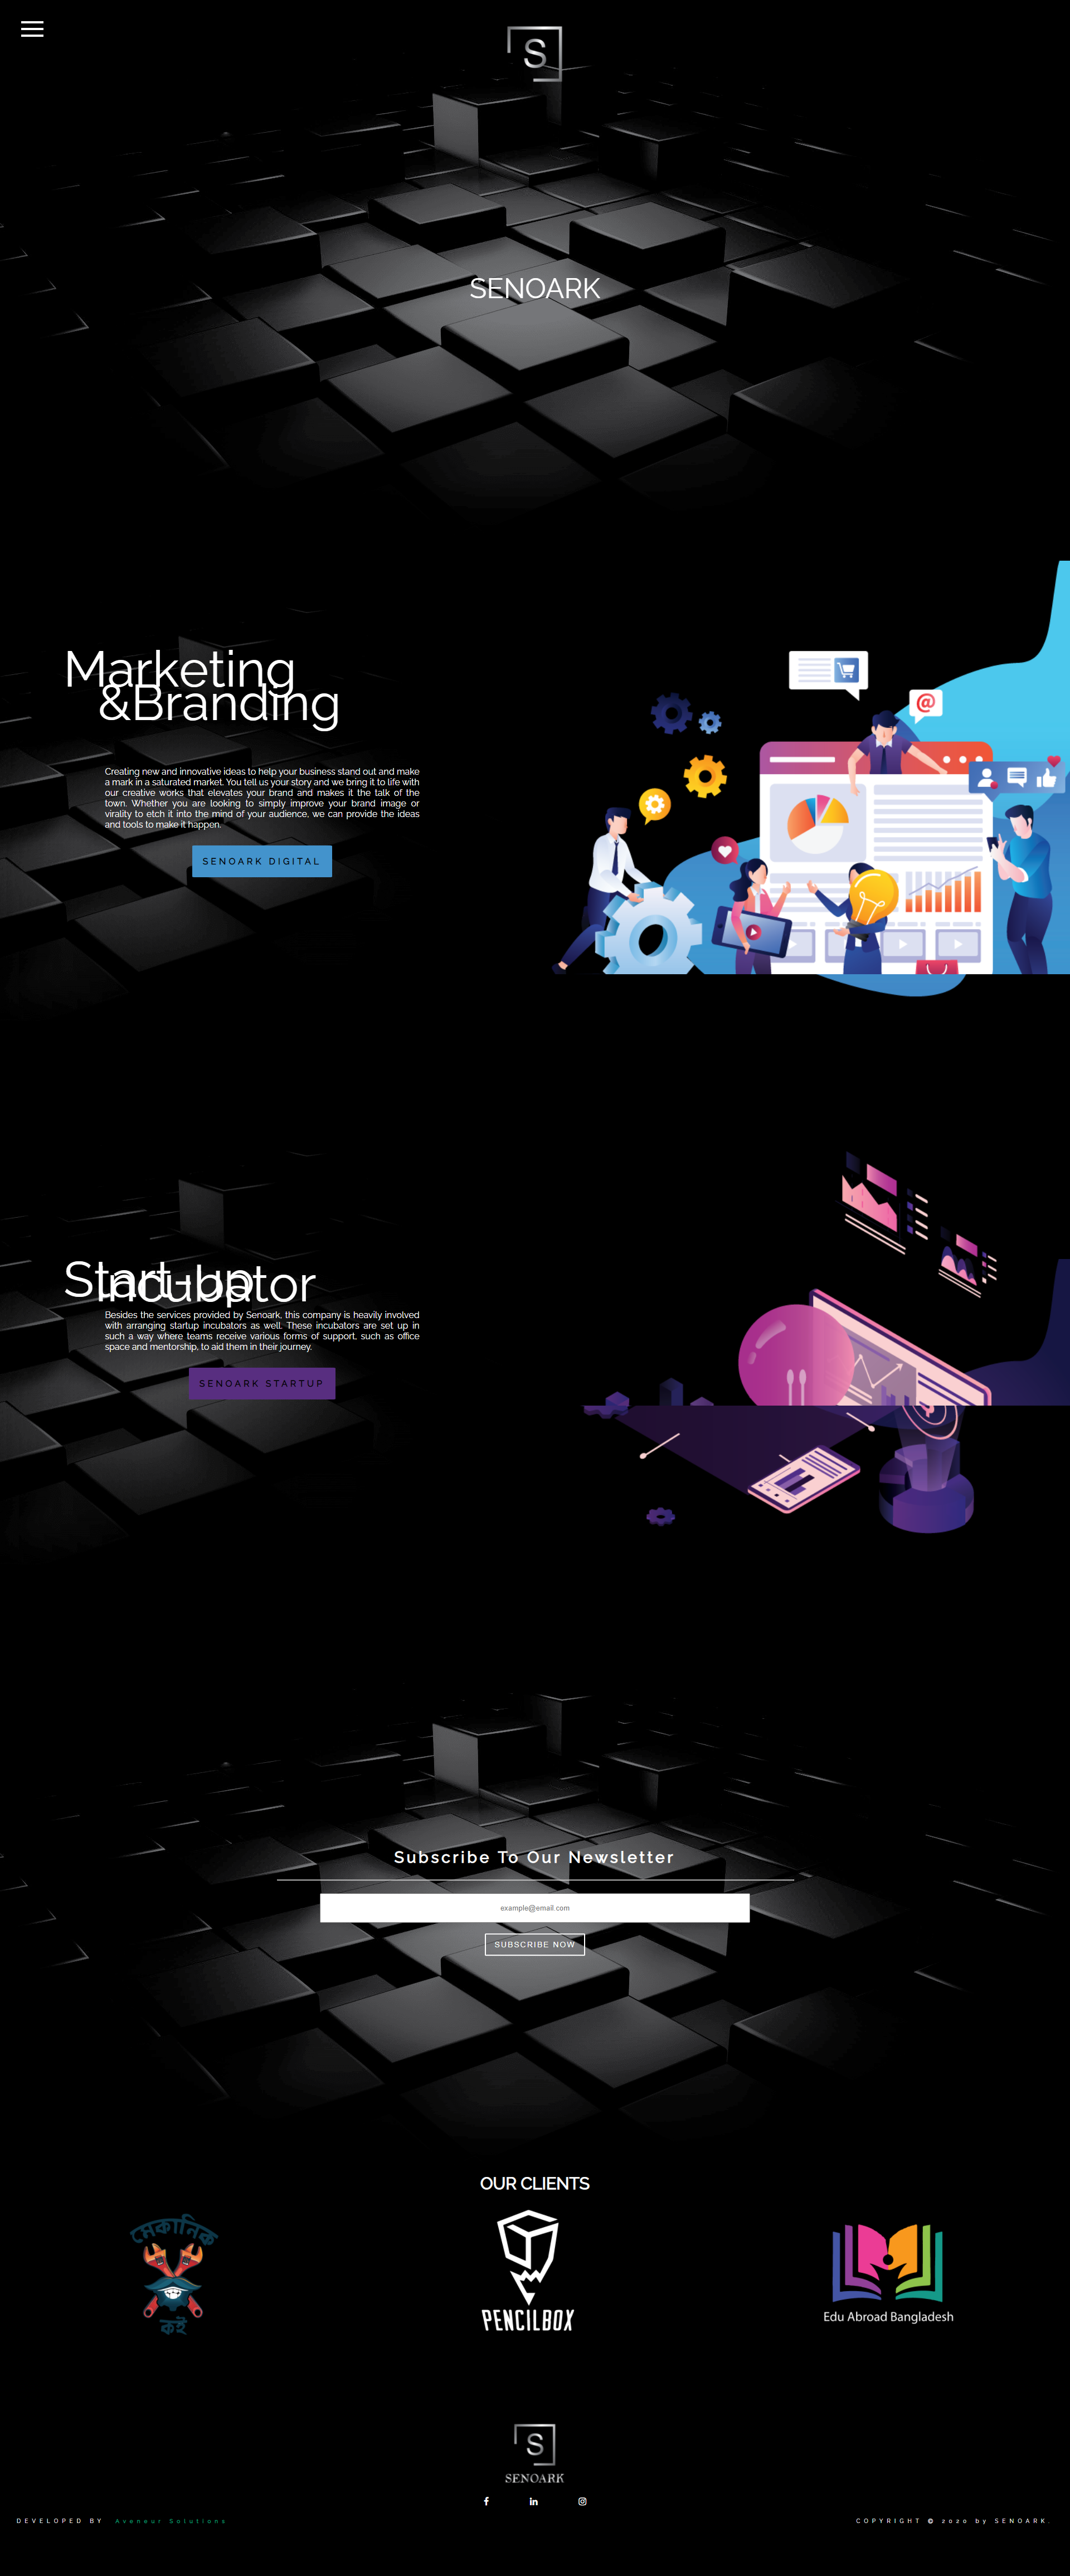 S
SENOARK
Marketing
&Branding
@
Creating new and innovative ideas to help your business stand out and make
a mark in a saturated market. You tell us your story and we bring it to life with
our creative works that elevates your brand and makes it the talk of the
town. Whether you are looking to simply improve your brand image or
virality to etch it into the mind of your audience, we can provide the ideas
and tools to make it happen.
SENOARK DIGITAL
Start-up
Incubator
Besides the services provided by Senoark, this company is heavily involved
with arranging startup incubators as well. These incubators are set up in
such a way where teams receive various forms of support, such as office
space and mentorship, to aid them in their journey.
SENOARK STARTUP
Subscribe To Our Newsletter
example@email.com
SUBSCRIBE NOW
OUR CLIENTS
মেকানিক
কই
PENCILBOX
Edu Abroad Bangladesh
S
SENOARK
DEVELOPED BY Aveneur Solutions
COPYRIGHT © 2020 by SENOARK.